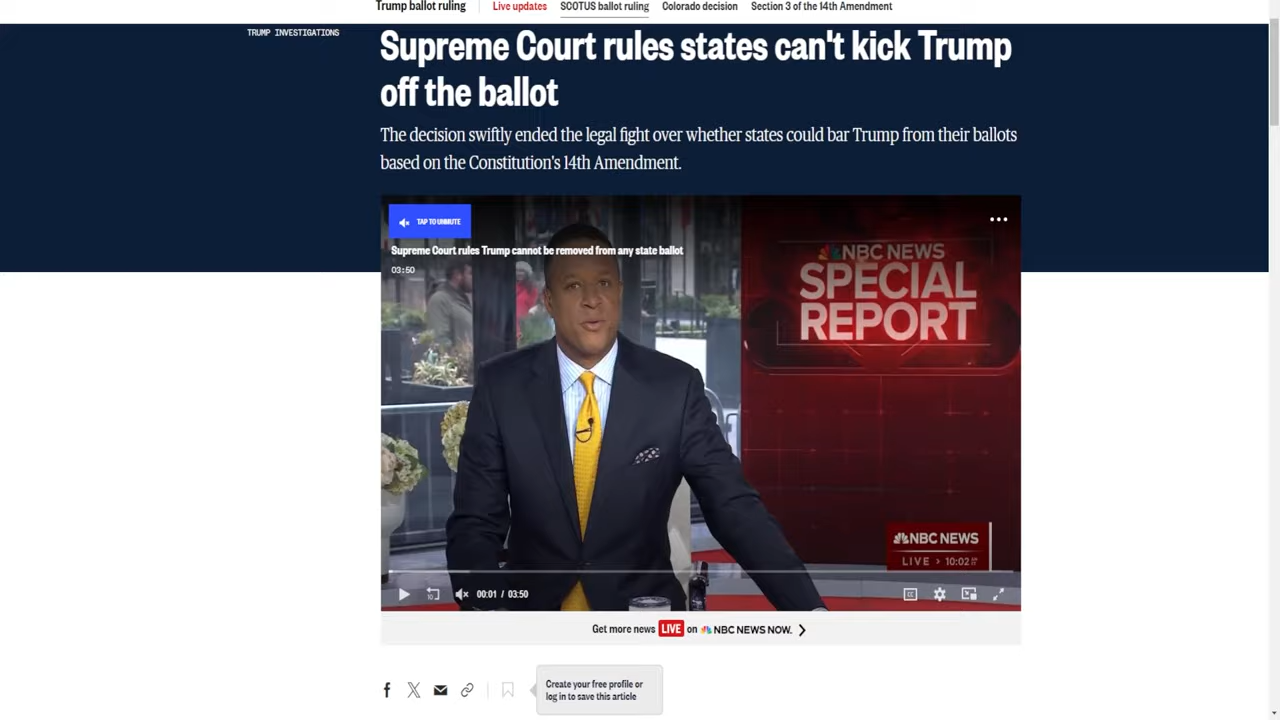 Trump ballot ruling Live updates SCOTUS ballot ruling Colorado decision Section 3 of the 14th Amendment
TRUMP INVESTIGATIONS
Supreme Court rules states can't kick Trump
off the ballot
The decision swiftly ended the legal fight over whether states could bar Trump from their ballots
based on the Constitution's 14th Amendment.
TAP TO UNMUTE
Supreme Court rules Trump cannot be removed from any state ballot
03:50
NBC NEWS
SPECIAL
REPORT
NBC NEWS
LIVE > 10:02
10
00:01 / 03:50
CC
Get more news LIVE on NBC NEWS NOW.
Create your free profile or
log in to save this article